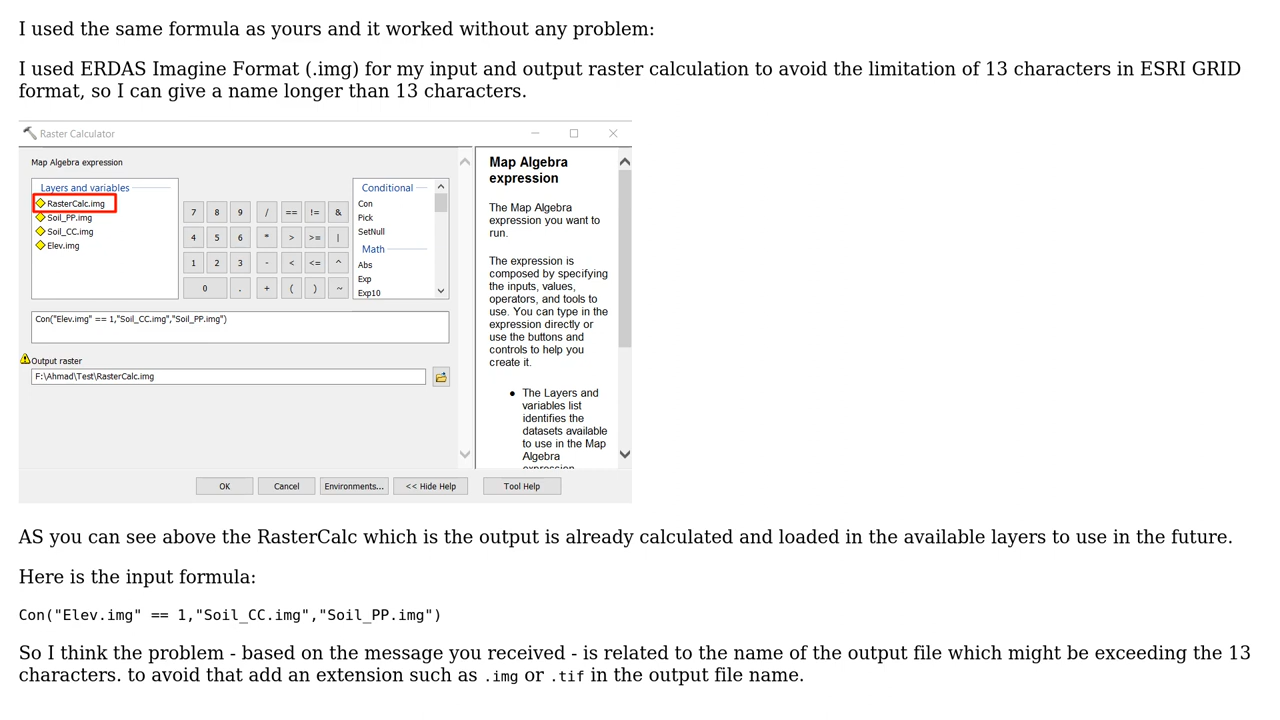 I used the same formula as yours and it worked without any problem:
I used ERDAS Imagine Format (.img) for my input and output raster calculation to avoid the limitation of 13 characters in ESRI GRID
format, so I can give a name longer than 13 characters.
Raster Calculator
Map Algebra expression
Layers and variables
RasterCalc.img
Soil_PP.img
Soil_CC.img
Elev.img
7 8 9 / == != &
4 5 6 * > >= |
1 2 3 - < <= ^
0 . + ( ) ~
Conditional
Con
Pick
SetNull
Math
Abs
Exp
Exp10
Con("Elev.img" == 1,"Soil_CC.img","Soil_PP.img")
Output raster
F:\Ahmad\Test\RasterCalc.img
OK Cancel Environments... << Hide Help Tool Help
Map Algebra
expression
The Map Algebra
expression you want to
run.
The expression is
composed by specifying
the inputs, values,
operators, and tools to
use. You can type in the
expression directly or
use the buttons and
controls to help you
create it.
• The Layers and
variables list
identifies the
datasets available
to use in the Map
Algebra
expression
AS you can see above the RasterCalc which is the output is already calculated and loaded in the available layers to use in the future.
Here is the input formula:
Con("Elev.img" == 1,"Soil_CC.img","Soil_PP.img")
So I think the problem - based on the message you received - is related to the name of the output file which might be exceeding the 13
characters. to avoid that add an extension such as .img or .tif in the output file name.